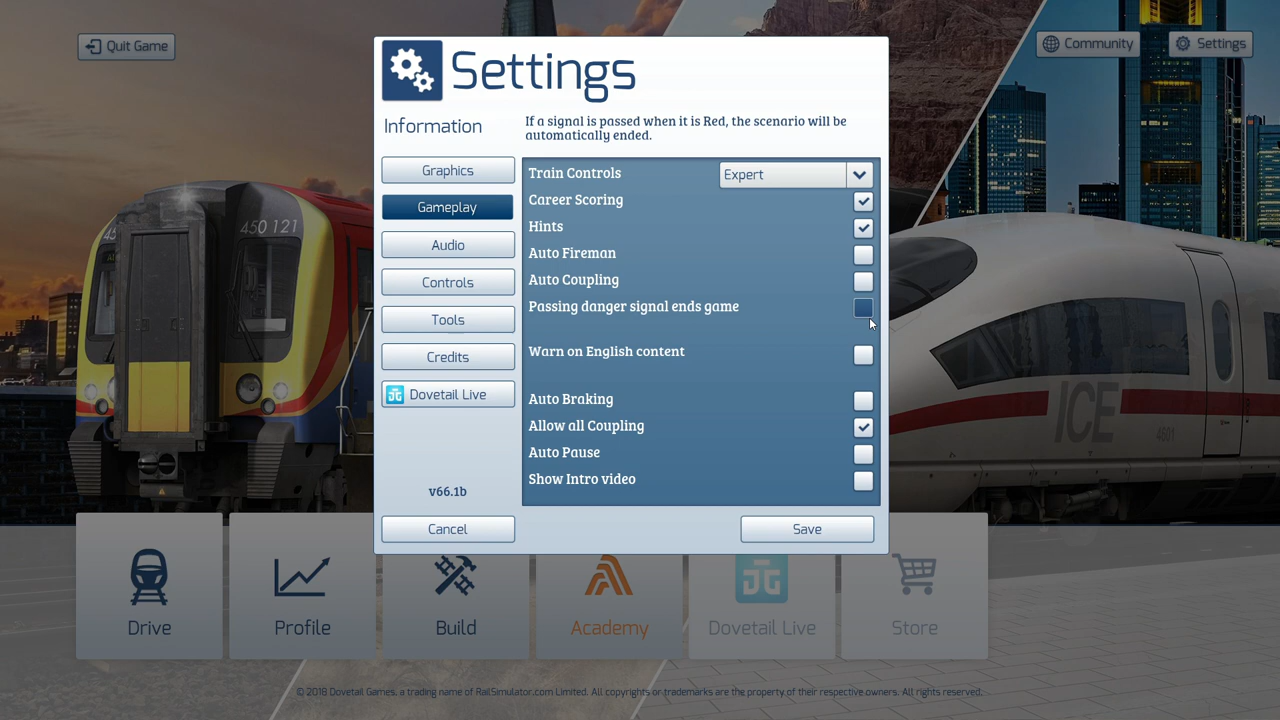 Quit Game
Community
Settings
Settings
Information
If a signal is passed when it is Red, the scenario will be
automatically ended.
Graphics
Gameplay
Audio
Controls
Tools
Credits
Dovetail Live
v66.1b
Train Controls
Expert
Career Scoring
Hints
Auto Fireman
Auto Coupling
Passing danger signal ends game
Warn on English content
Auto Braking
Allow all Coupling
Auto Pause
Show Intro video
Cancel
Save
450 121
ICE
4601
Drive
Profile
Build
Academy
Dovetail Live
Store
© 2018 Dovetail Games, a trading name of RailSimulator.com Limited. All copyrights or trademarks are the property of their respective owners. All rights reserved.